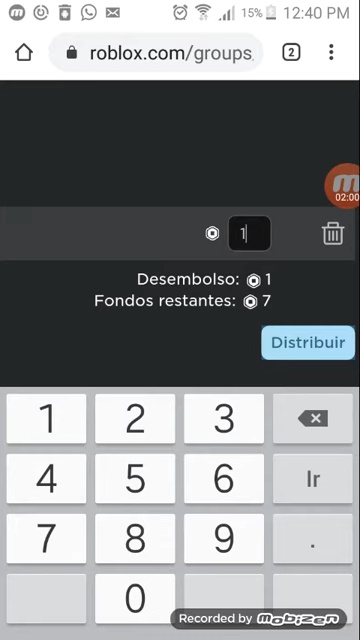 15% 12:40 PM
roblox.com/groups
2
02:00
1
Desembolso: 1
Fondos restantes: 7
Distribuir
1 2 3
4 5 6 Ir
7 8 9 .
0
Recorded by mobizen